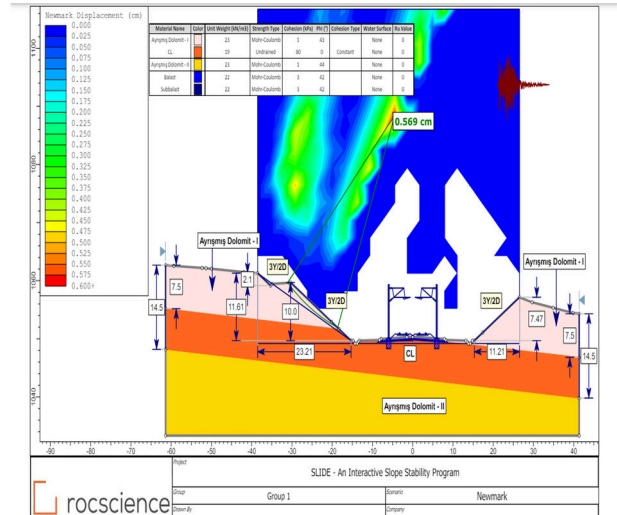 Newmark Displacement (cm)
0.000
0.025
0.050
0.075
0.100
0.125
0.150
0.175
0.200
0.225
0.250
0.275
0.300
0.325
0.350
0.375
0.400
0.425
0.450
0.475
0.500
0.525
0.550
0.575
0.600+
Material Name Color Unit Weight (kN/m3) Strength Type Cohesion (kPa) Phi (°) Cohesion Type Water Surface Ru Value
Ayrışmış Dolomit - I 23 Mohr-Coulomb 1 41 None 0
CL 19 Undrained 80 0 Constant None 0
Ayrışmış Dolomit - II 23 Mohr-Coulomb 1 44 None 0
Balast 22 Mohr-Coulomb 3 42 None 0
Subbalast 22 Mohr-Coulomb 3 42 None 0
0.569 cm
1100
1080
1060
1040
Ayrışmış Dolomit - I
Ayrışmış Dolomit - I
3Y/2D
3Y/2D
3Y/2D
14.5
7.5
11.61
2.1
10.0
23.21
CL
11.21
7.47
7.5
14.5
Ayrışmış Dolomit - II
-90 -80 -70 -60 -50 -40 -30 -20 -10 0 10 20 30 40
rocscience
Project
SLIDE - An Interactive Slope Stability Program
Group
Group 1
Scenario
Newmark
Drawn By
Company